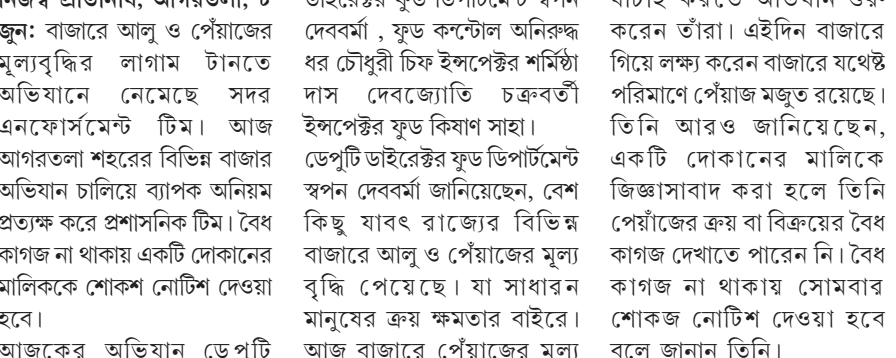 নিজস্ব প্রতিনিধি, আগরতলা, ৮
জুন: বাজারে আলু ও পেঁয়াজের
মূল্যবৃদ্ধির লাগাম টানতে
অভিযানে নেমেছে সদর
এনফোর্সমেন্ট টিম। আজ
আগরতলা শহরের বিভিন্ন বাজার
অভিযান চালিয়ে ব্যাপক অনিয়ম
প্রত্যক্ষ করে প্রশাসনিক টিম। বৈধ
কাগজ না থাকায় একটি দোকানের
মালিককে শোকশ নোটিশ দেওয়া
হবে।
আজকের অভিযান ডেপুটি
ডাইরেক্টর ফুড ডিপার্টমেন্ট স্বপন
দেববর্মা , ফুড কন্টোল অনিরুদ্ধ
ধর চৌধুরী চিফ ইন্সপেক্টর শর্মিষ্ঠা
দাস দেবজ্যোতি চক্রবর্তী
ইন্সপেক্টর ফুড কিষাণ সাহা।
ডেপুটি ডাইরেক্টর ফুড ডিপার্টমেন্ট
স্বপন দেববর্মা জানিয়েছেন, বেশ
কিছু যাবৎ রাজ্যের বিভিন্ন
বাজারে আলু ও পেঁয়াজের মূল্য
বৃদ্ধি পেয়েছে। যা সাধারন
মানুষের ক্রয় ক্ষমতার বাইরে।
আজ বাজারে পেঁয়াজের মূল্য
যাচাই করতে অভিযান শুরু
করেন তাঁরা। এইদিন বাজারে
গিয়ে লক্ষ্য করেন বাজারে যথেষ্ট
পরিমাণে পেঁয়াজ মজুত রয়েছে।
তিনি আরও জানিয়েছেন,
একটি দোকানের মালিকে
জিজ্ঞাসাবাদ করা হলে তিনি
পেয়াঁজের ক্রয় বা বিক্রয়ের বৈধ
কাগজ দেখাতে পারেন নি। বৈধ
কাগজ না থাকায় সোমবার
শোকজ নোটিশ দেওয়া হবে
বলে জানান তিনি।